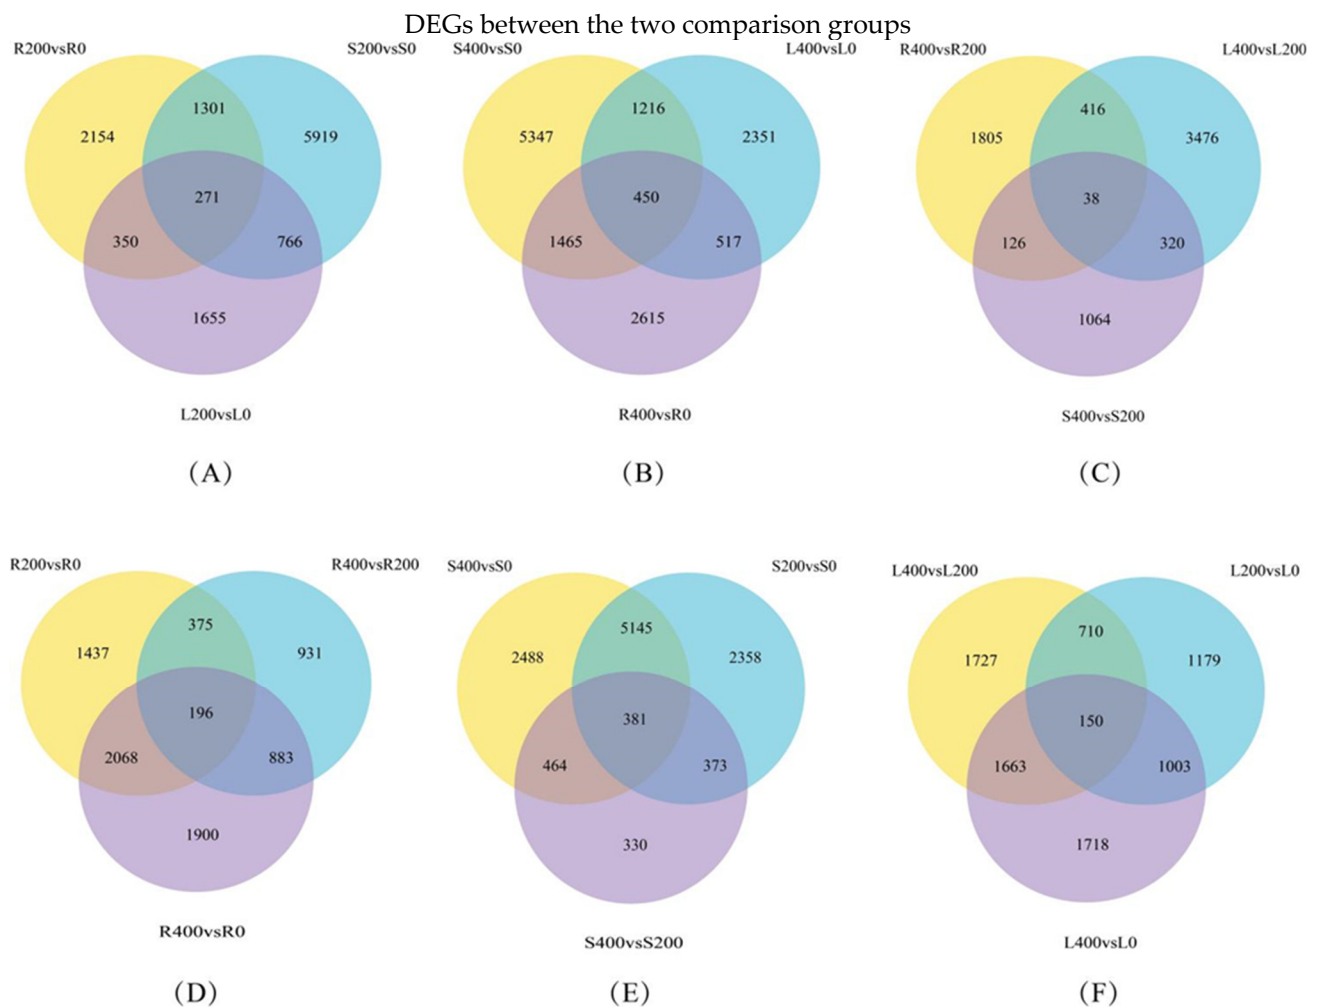 DEGs between the two comparison groups
R200vsR0
S200vsS0
2154
1301
5919
271
350
766
1655
L200vsL0
(A)
S400vsS0
L400vsL0
5347
1216
2351
450
1465
517
2615
R400vsR0
(B)
R400vsR200
L400vsL200
1805
416
3476
38
126
320
1064
S400vsS200
(C)
R200vsR0
R400vsR200
1437
375
931
196
2068
883
1900
R400vsR0
(D)
S400vsS0
S200vsS0
2488
5145
2358
381
464
373
330
S400vsS200
(E)
L400vsL200
L200vsL0
1727
710
1179
150
1663
1003
1718
L400vsL0
(F)